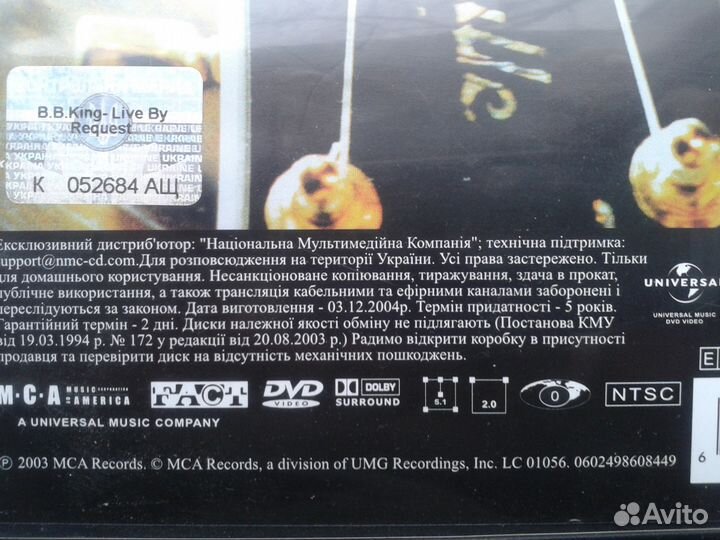 B.B.King- Live By
Request
К 052684 АЩ
Ексклюзивний дистриб'ютор: "Національна Мультимедійна Компанія"; технічна підтримка:
support@nmc-cd.com.Для розповсюдження на території України. Усі права застережено. Тільки
для домашнього користування. Несанкціоноване копіювання, тиражування, здача в прокат,
публічне використання, а також трансляція кабельними та ефірними каналами заборонені і
переслідуються за законом. Дата виготовлення - 03.12.2004р. Термін придатності - 5 років.
Гарантійний термін - 2 дні. Диски належної якості обміну не підлягають (Постанова КМУ
від 19.03.1994 р. № 172 у редакції від 20.08.2003 р.) Радимо відкрити коробку в присутності
продавця та перевірити диск на відсутність механічних пошкоджень.
UNIVERSAL
UNIVERSAL MUSIC
DVD VIDEO
M·C·A MUSIC CORPORATION OF AMERICA
FACT
DVD VIDEO
DOLBY SURROUND
5.1
2.0
0
NTSC
E
A UNIVERSAL MUSIC COMPANY
℗ 2003 MCA Records. © MCA Records, a division of UMG Recordings, Inc. LC 01056. 0602498608449
6
Avito